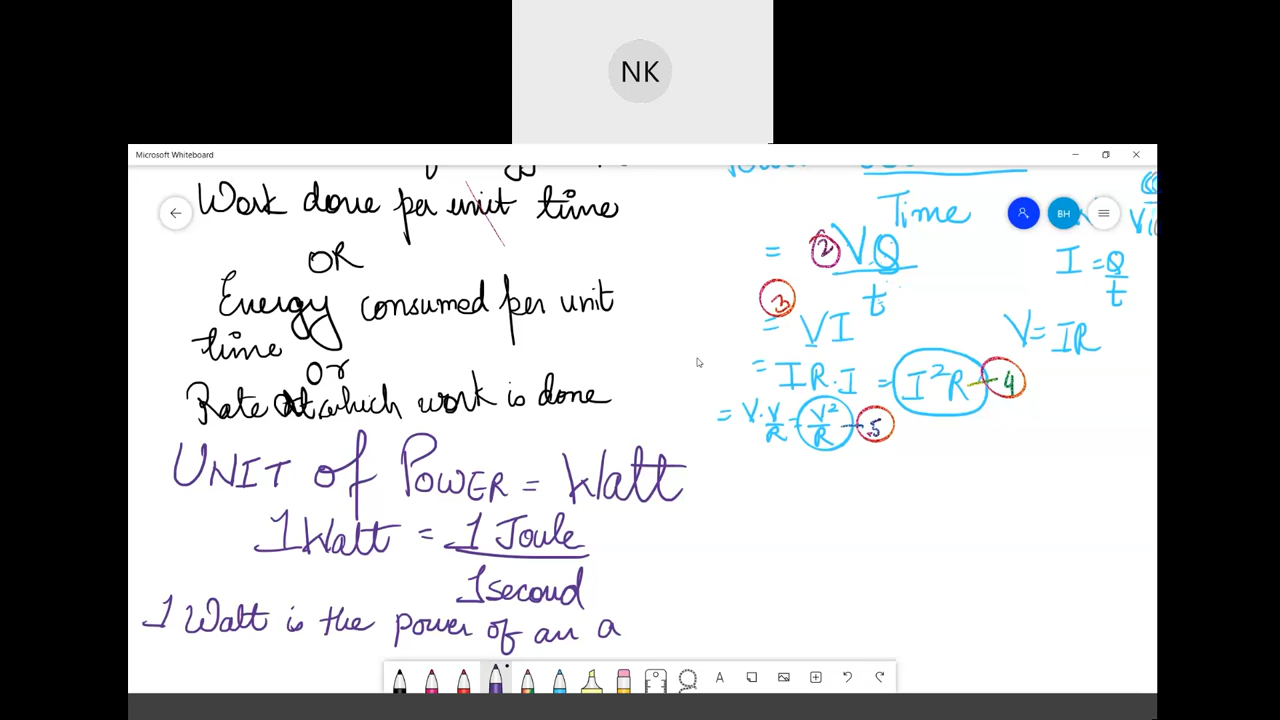 NK
Microsoft Whiteboard
Work done per unit time
OR
Energy consumed per unit
time
Or
Rate at which work is done
UNIT of POWER = Watt
1 Watt = 1 Joule
1 second
1 Watt is the power of an a
Time
= 2 VQ
t
3
= VI
= IR.I = I²R - 4
= V.V/R = V²/R - 5
BH
I = Q/t
V = IR
A